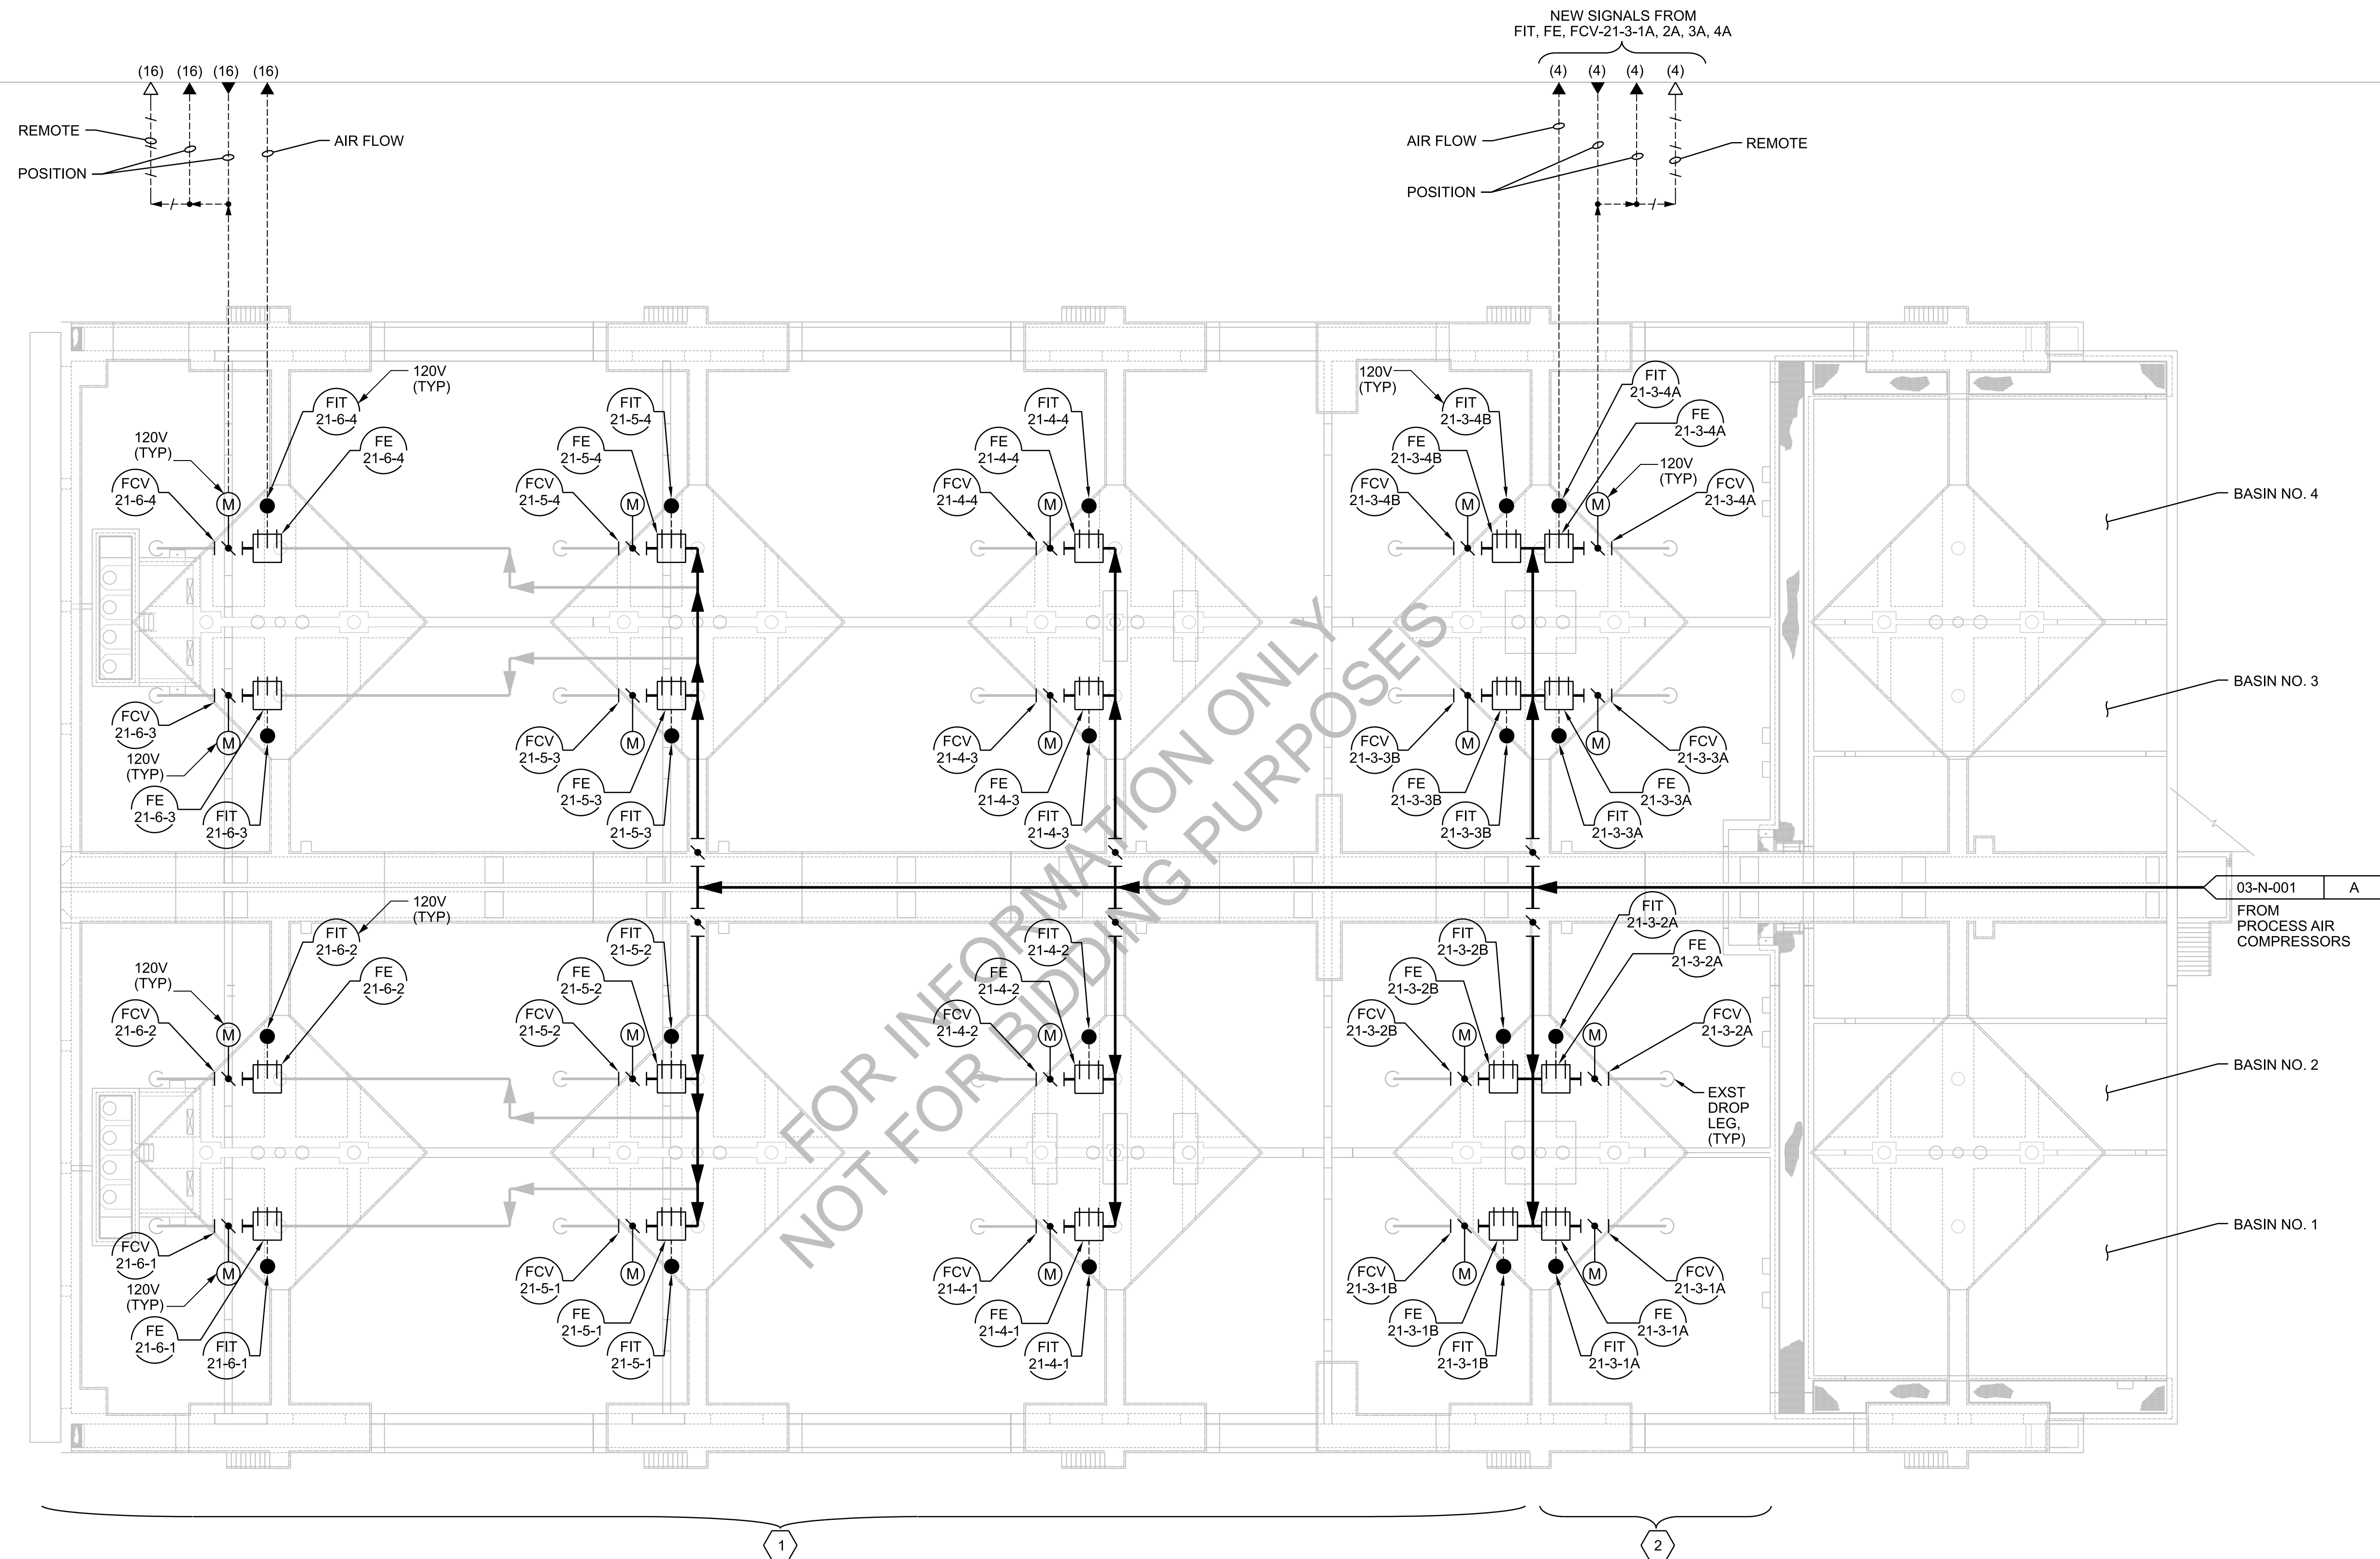 NEW SIGNALS FROM
FIT, FE, FCV-21-3-1A, 2A, 3A, 4A
(16) (16) (16) (16)
(4) (4) (4) (4)
REMOTE
AIR FLOW
POSITION
AIR FLOW
REMOTE
POSITION
120V
(TYP)
FIT
21-6-4
FE
21-6-4
120V
(TYP)
FCV
21-6-4
M
FIT
21-5-4
FE
21-5-4
FCV
21-5-4
M
FIT
21-4-4
FE
21-4-4
FCV
21-4-4
M
120V
(TYP)
FIT
21-3-4B
FE
21-3-4B
FCV
21-3-4B
M
FIT
21-3-4A
FE
21-3-4A
120V
(TYP)
M
FCV
21-3-4A
BASIN NO. 4
FCV
21-6-3
M
120V
(TYP)
FE
21-6-3
FIT
21-6-3
FCV
21-5-3
M
FE
21-5-3
FIT
21-5-3
FCV
21-4-3
M
FE
21-4-3
FIT
21-4-3
FCV
21-3-3B
M
FE
21-3-3B
FIT
21-3-3B
M
FCV
21-3-3A
FE
21-3-3A
FIT
21-3-3A
BASIN NO. 3
03-N-001 A
FROM
PROCESS AIR
COMPRESSORS
120V
(TYP)
FIT
21-6-2
FE
21-6-2
120V
(TYP)
FCV
21-6-2
M
FIT
21-5-2
FE
21-5-2
FCV
21-5-2
M
FIT
21-4-2
FE
21-4-2
FCV
21-4-2
M
FIT
21-3-2B
FE
21-3-2B
FCV
21-3-2B
M
FIT
21-3-2A
FE
21-3-2A
M
FCV
21-3-2A
EXST
DROP
LEG,
(TYP)
BASIN NO. 2
FCV
21-6-1
M
120V
(TYP)
FE
21-6-1
FIT
21-6-1
FCV
21-5-1
M
FE
21-5-1
FIT
21-5-1
FCV
21-4-1
M
FE
21-4-1
FIT
21-4-1
FCV
21-3-1B
M
FE
21-3-1B
FIT
21-3-1B
M
FCV
21-3-1A
FE
21-3-1A
FIT
21-3-1A
BASIN NO. 1
FOR INFORMATION ONLY
NOT FOR BIDDING PURPOSES
1
2